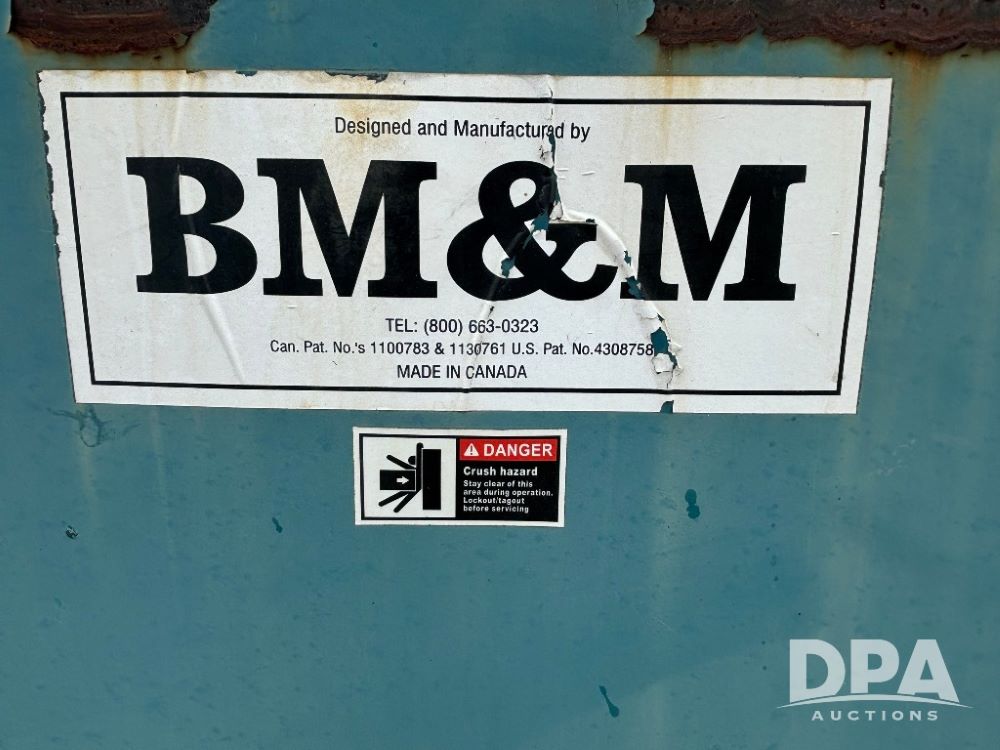 Designed and Manufactured by
BM&M
TEL: (800) 663-0323
Can. Pat. No.'s 1100783 & 1130761 U.S. Pat. No.4308758
MADE IN CANADA
DANGER
Crush hazard
Stay clear of this
area during operation.
Lockout/tagout
before servicing
DPA
AUCTIONS